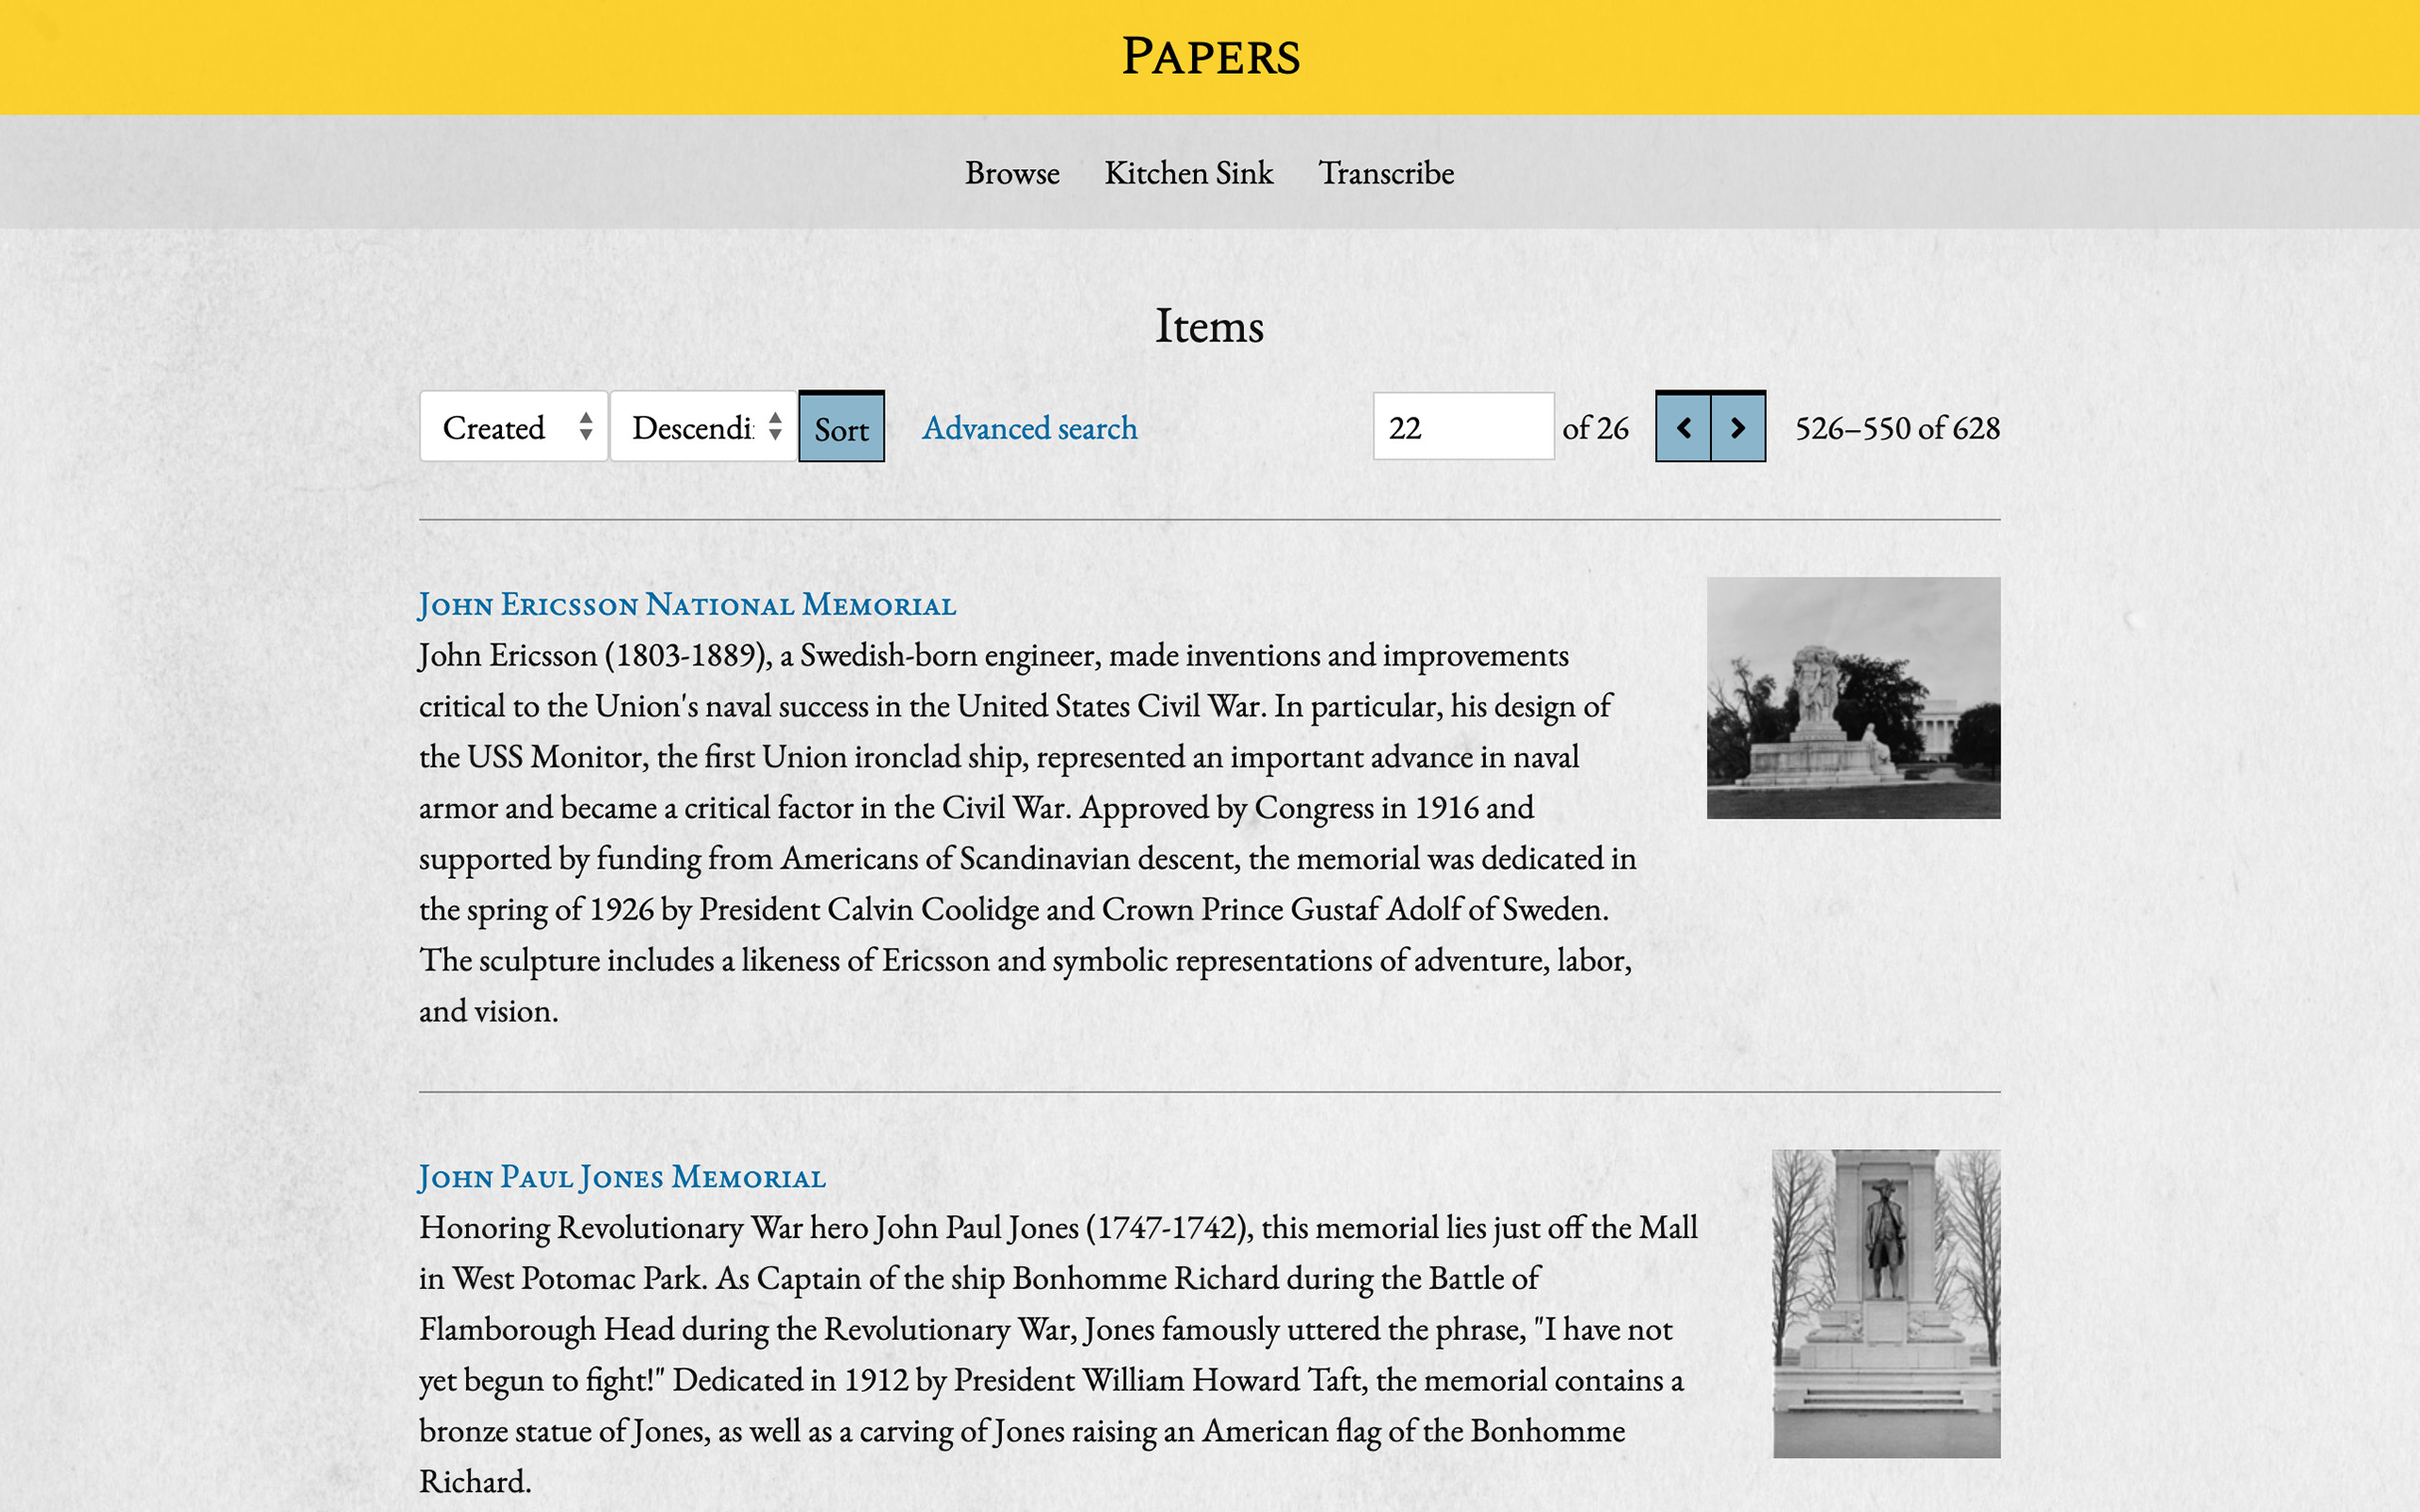 Papers
Browse Kitchen Sink Transcribe
Items
Created Descendi Sort Advanced search 22 of 26 526–550 of 628
John Ericsson National Memorial
John Ericsson (1803-1889), a Swedish-born engineer, made inventions and improvements
critical to the Union's naval success in the United States Civil War. In particular, his design of
the USS Monitor, the first Union ironclad ship, represented an important advance in naval
armor and became a critical factor in the Civil War. Approved by Congress in 1916 and
supported by funding from Americans of Scandinavian descent, the memorial was dedicated in
the spring of 1926 by President Calvin Coolidge and Crown Prince Gustaf Adolf of Sweden.
The sculpture includes a likeness of Ericsson and symbolic representations of adventure, labor,
and vision.
John Paul Jones Memorial
Honoring Revolutionary War hero John Paul Jones (1747-1742), this memorial lies just off the Mall
in West Potomac Park. As Captain of the ship Bonhomme Richard during the Battle of
Flamborough Head during the Revolutionary War, Jones famously uttered the phrase, "I have not
yet begun to fight!" Dedicated in 1912 by President William Howard Taft, the memorial contains a
bronze statue of Jones, as well as a carving of Jones raising an American flag of the Bonhomme
Richard.